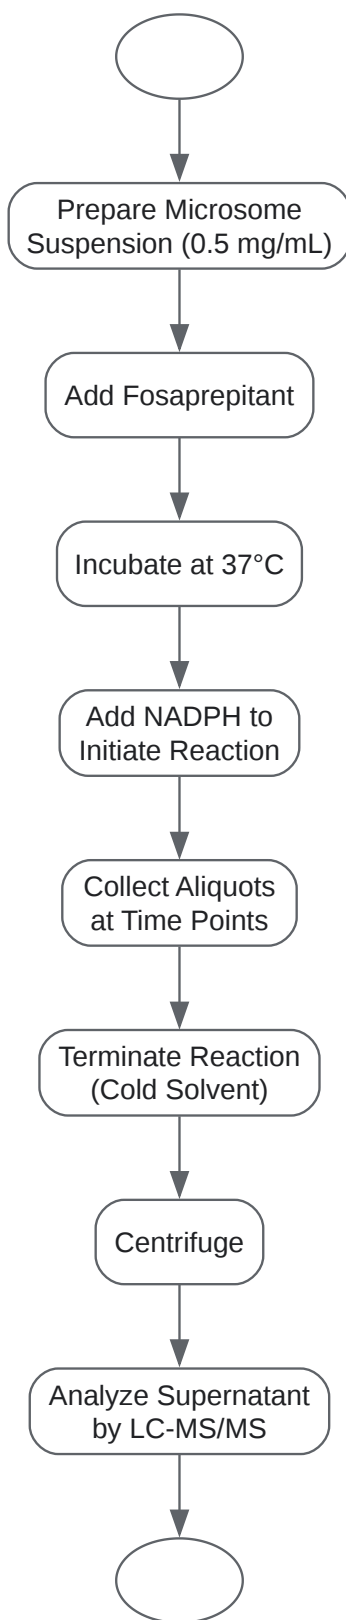 Prepare Microsome
Suspension (0.5 mg/mL)
Add Fosaprepitant
Incubate at 37°C
Add NADPH to
Initiate Reaction
Collect Aliquots
at Time Points
Terminate Reaction
(Cold Solvent)
Centrifuge
Analyze Supernatant
by LC-MS/MS